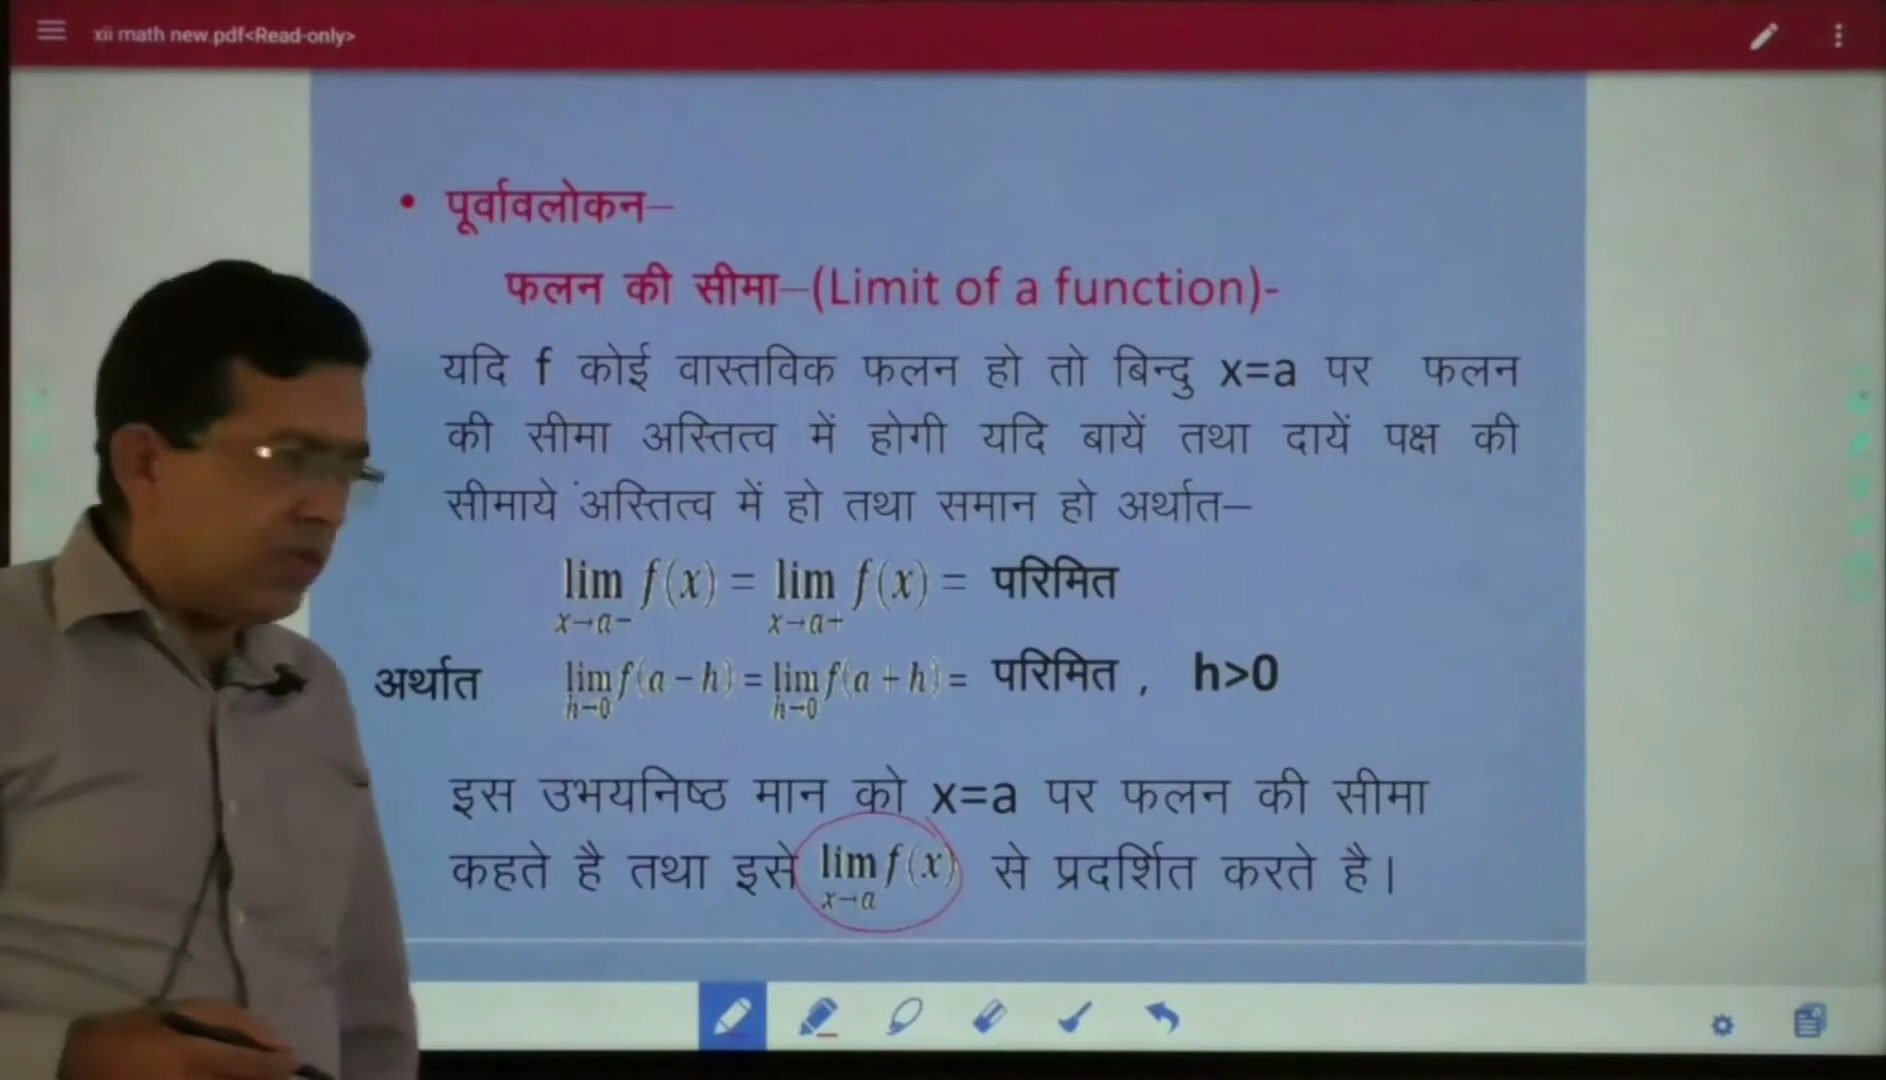 xii math new.pdf<Read-only>
• पूर्वावलोकन–
फलन की सीमा–(Limit of a function)-
यदि f कोई वास्तविक फलन हो तो बिन्दु x=a पर फलन
की सीमा अस्तित्व में होगी यदि बायें तथा दायें पक्ष की
सीमाये ंअस्तित्व में हो तथा समान हो अर्थात–
lim f(x) = lim f(x) = परिमित
x→a− x→a+
अर्थात lim f(a − h) = lim f(a + h) = परिमित , h>0
h→0 h→0
इस उभयनिष्ठ मान को x=a पर फलन की सीमा
कहते है तथा इसे lim f(x) से प्रदर्शित करते है।
x→a